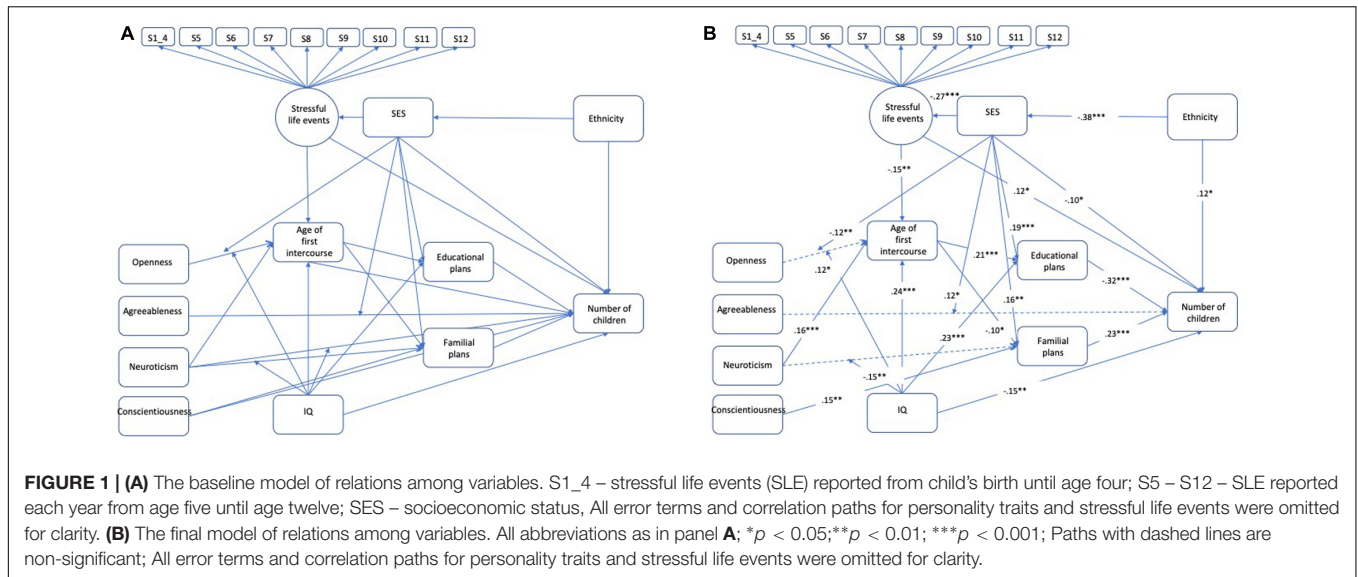 A
S1_4 S5 S6 S7 S8 S9 S10 S11 S12
Stressful
life events
SES
Ethnicity
Age of
first
intercourse
Openness
Educational
plans
Agreeableness
Number of
children
Neuroticism
Familial
plans
Conscientiousness
IQ
B
S1_4 S5 S6 S7 S8 S9 S10 S11 S12
Stressful
life events
-.27***
SES
-.38***
Ethnicity
-.15**
.12*
-.10*
.12*
-.12**
Age of
first
intercourse
.19***
Openness
.12*
.21***
Educational
plans
-.32***
.24***
.12*
.16**
Agreeableness
Number of
children
.16***
.23***
-.10*
.23***
Neuroticism
Familial
plans
-.15**
.15**
-.15**
Conscientiousness
IQ
FIGURE 1 | (A) The baseline model of relations among variables. S1_4 – stressful life events (SLE) reported from child's birth until age four; S5 – S12 – SLE reported
each year from age five until age twelve; SES – socioeconomic status, All error terms and correlation paths for personality traits and stressful life events were omitted
for clarity. (B) The final model of relations among variables. All abbreviations as in panel A; *p < 0.05;**p < 0.01; ***p < 0.001; Paths with dashed lines are
non-significant; All error terms and correlation paths for personality traits and stressful life events were omitted for clarity.